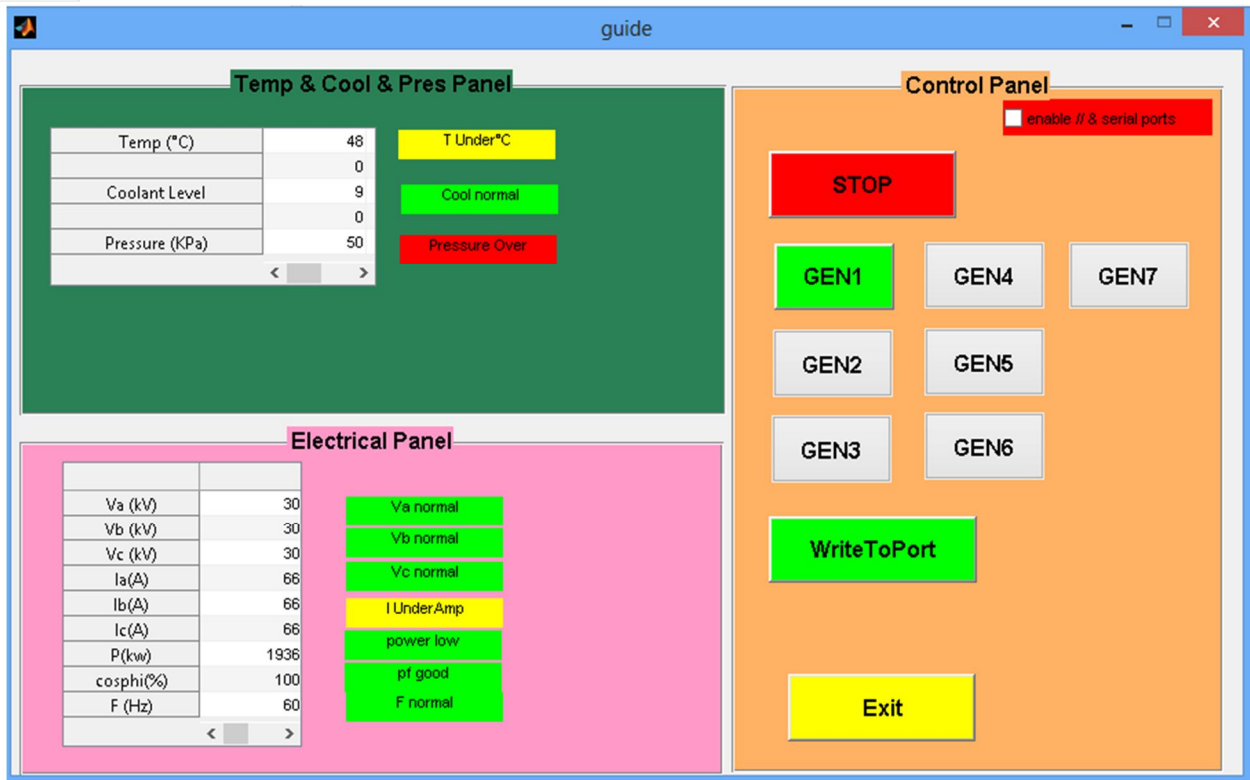 guide
Temp & Cool & Pres Panel
Temp (°C) 48 T Under°C
0
Coolant Level 9 Cool normal
0
Pressure (KPa) 50 Pressure Over
Electrical Panel
Va (kV) 30 Va normal
Vb (kV) 30 Vb normal
Vc (kV) 30 Vc normal
Ia(A) 66
Ib(A) 66 I UnderAmp
Ic(A) 66
P(kw) 1936 power low
cosphi(%) 100 pf good
F (Hz) 60 F normal
Control Panel
enable // & serial ports
STOP
GEN1 GEN4 GEN7
GEN2 GEN5
GEN3 GEN6
WriteToPort
Exit